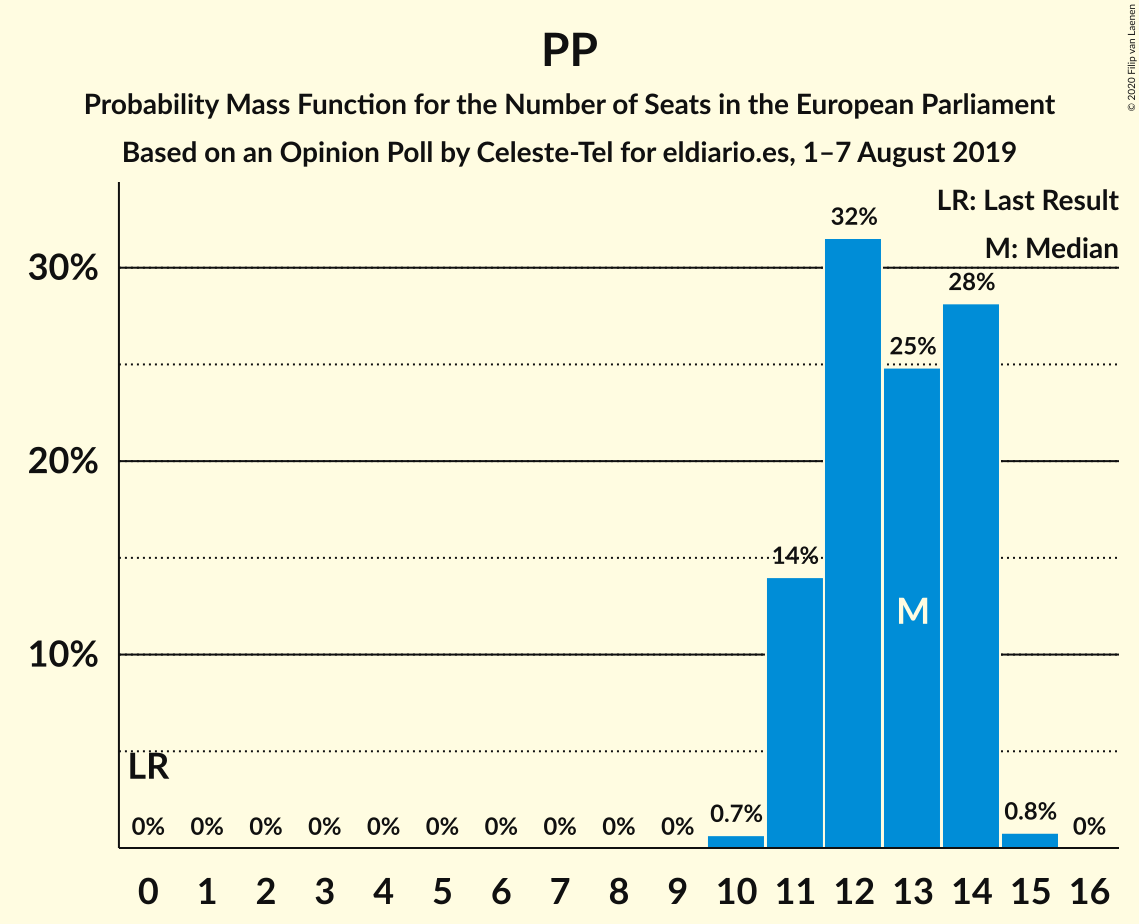 PP
Probability Mass Function for the Number of Seats in the European Parliament
Based on an Opinion Poll by Celeste-Tel for eldiario.es, 1–7 August 2019
© 2020 Filip van Laenen
LR: Last Result
M: Median
30%
20%
10%
32%
28%
25%
14%
M
LR
0% 0% 0% 0% 0% 0% 0% 0% 0% 0% 0.7% 0.8% 0%
0 1 2 3 4 5 6 7 8 9 10 11 12 13 14 15 16